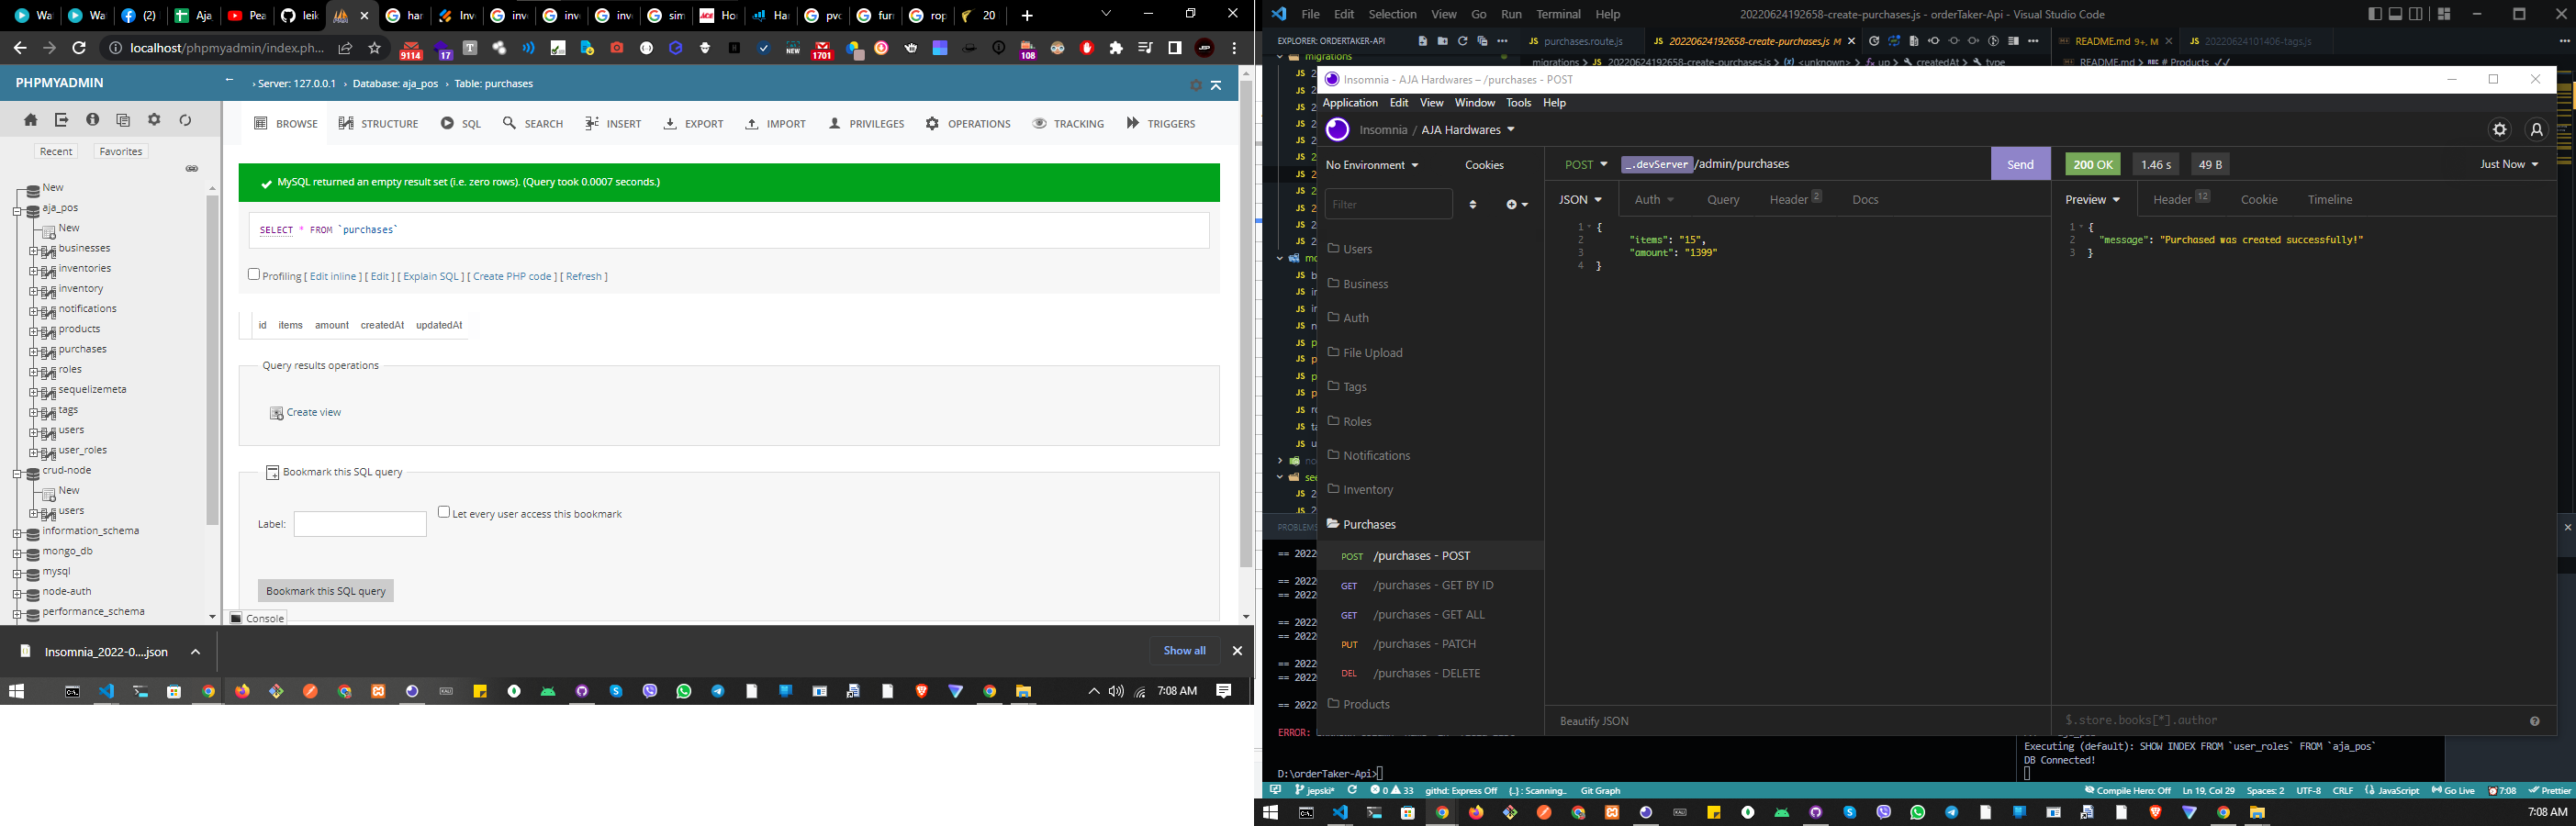 Wa
Wa
(2)
Aja
Pea
leik
har
Inv
inv
inv
inv
sim
Ho
Har
pvc
furn
rop
20
localhost/phpmyadmin/index.ph...
9114
17
NEW
1701
108
PHPMYADMIN
Recent
Favorites
New
aja_pos
New
businesses
inventories
inventory
notifications
products
purchases
roles
sequelizemeta
tags
users
user_roles
crud-node
New
users
information_schema
mongo_db
mysql
node-auth
performance_schema
Server: 127.0.0.1 › Database: aja_pos › Table: purchases
BROWSE
STRUCTURE
SQL
SEARCH
INSERT
EXPORT
IMPORT
PRIVILEGES
OPERATIONS
TRACKING
TRIGGERS
MySQL returned an empty result set (i.e. zero rows). (Query took 0.0007 seconds.)
SELECT * FROM `purchases`
Profiling [ Edit inline ] [ Edit ] [ Explain SQL ] [ Create PHP code ] [ Refresh ]
id items amount createdAt updatedAt
Query results operations
Create view
Bookmark this SQL query
Label:
Let every user access this bookmark
Bookmark this SQL query
Console
Insomnia_2022-0....json
Show all
7:08 AM
File Edit Selection View Go Run Terminal Help
20220624192658-create-purchases.js - orderTaker-Api - Visual Studio Code
EXPLORER: ORDERTAKER-API
JS purchases.route.js
JS 20220624192658-create-purchases.js M
README.md 9+, M
JS 20220624101406-tags.js
migrations
migrations > JS 20220624192658-create-purchases.js > <unknown> > up > createdAt > type
README.md > # Products
Insomnia - AJA Hardwares – /purchases - POST
Application Edit View Window Tools Help
Insomnia / AJA Hardwares
No Environment
Cookies
Filter
Users
Business
Auth
File Upload
Tags
Roles
Notifications
Inventory
Purchases
POST /purchases - POST
GET /purchases - GET BY ID
GET /purchases - GET ALL
PUT /purchases - PATCH
DEL /purchases - DELETE
Products
POST
_.devServer /admin/purchases
Send
JSON
Auth
Query
Header 2
Docs
1 {
2 "items": "15",
3 "amount": "1399"
4 }
Beautify JSON
200 OK
1.46 s
49 B
Just Now
Preview
Header 12
Cookie
Timeline
1 {
2 "message": "Purchased was created successfully!"
3 }
$.store.books[*].author
PROBLEMS
== 2022
== 2022
== 2022
== 2022
== 2022
== 2022
== 2022
== 2022
ERROR:
D:\orderTaker-Api>
Executing (default): SHOW INDEX FROM `user_roles` FROM `aja_pos`
DB Connected!
jepski*
0 33
githd: Express Off
{..} : Scanning..
Git Graph
Compile Hero: Off
Ln 19, Col 29
Spaces: 2
UTF-8
CRLF
JavaScript
Go Live
7:08
Prettier
7:08 AM